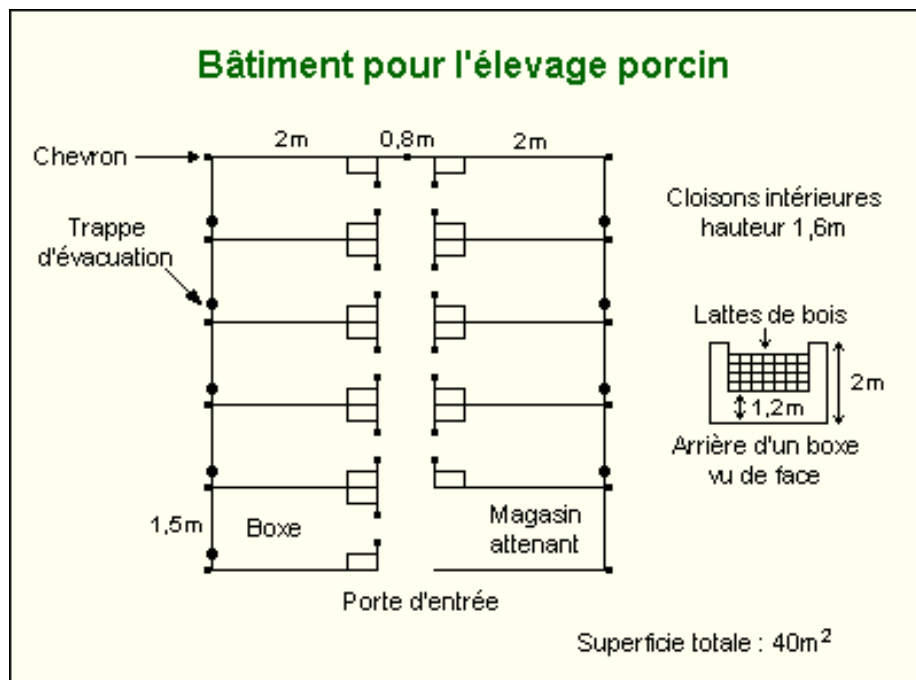 Bâtiment pour l'élevage porcin
2m 0,8m 2m
Chevron
Trappe
d'évacuation
Cloisons intérieures
hauteur 1,6m
Lattes de bois
2m
1,2m
Arrière d'un boxe
vu de face
1,5m
Boxe
Magasin
attenant
Porte d'entrée
Superficie totale : 40m²